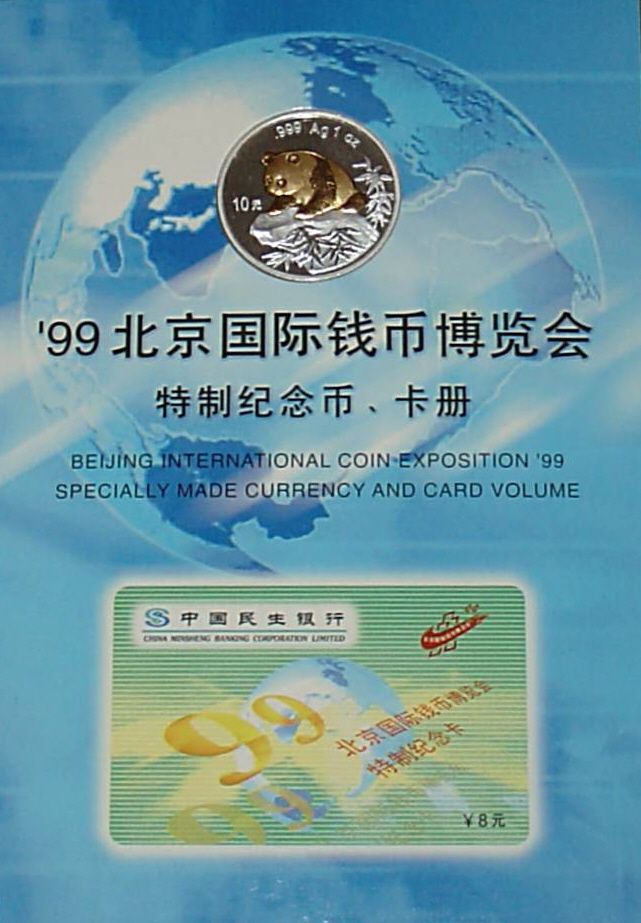 .999 Ag 1 oz
10元
'99 北京国际钱币博览会
特制纪念币、卡册
BEIJING INTERNATIONAL COIN EXPOSITION '99
SPECIALLY MADE CURRENCY AND CARD VOLUME
中国民生银行
CHINA MINSHENG BANKING CORPORATION LIMITED
99
北京国际钱币博览会
特制纪念卡
¥8元